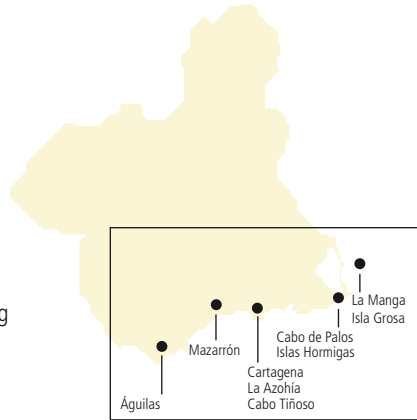 g
La Manga
Isla Grosa
Cabo de Palos
Islas Hormigas
Mazarrón
Cartagena
La Azohía
Cabo Tiñoso
Águilas